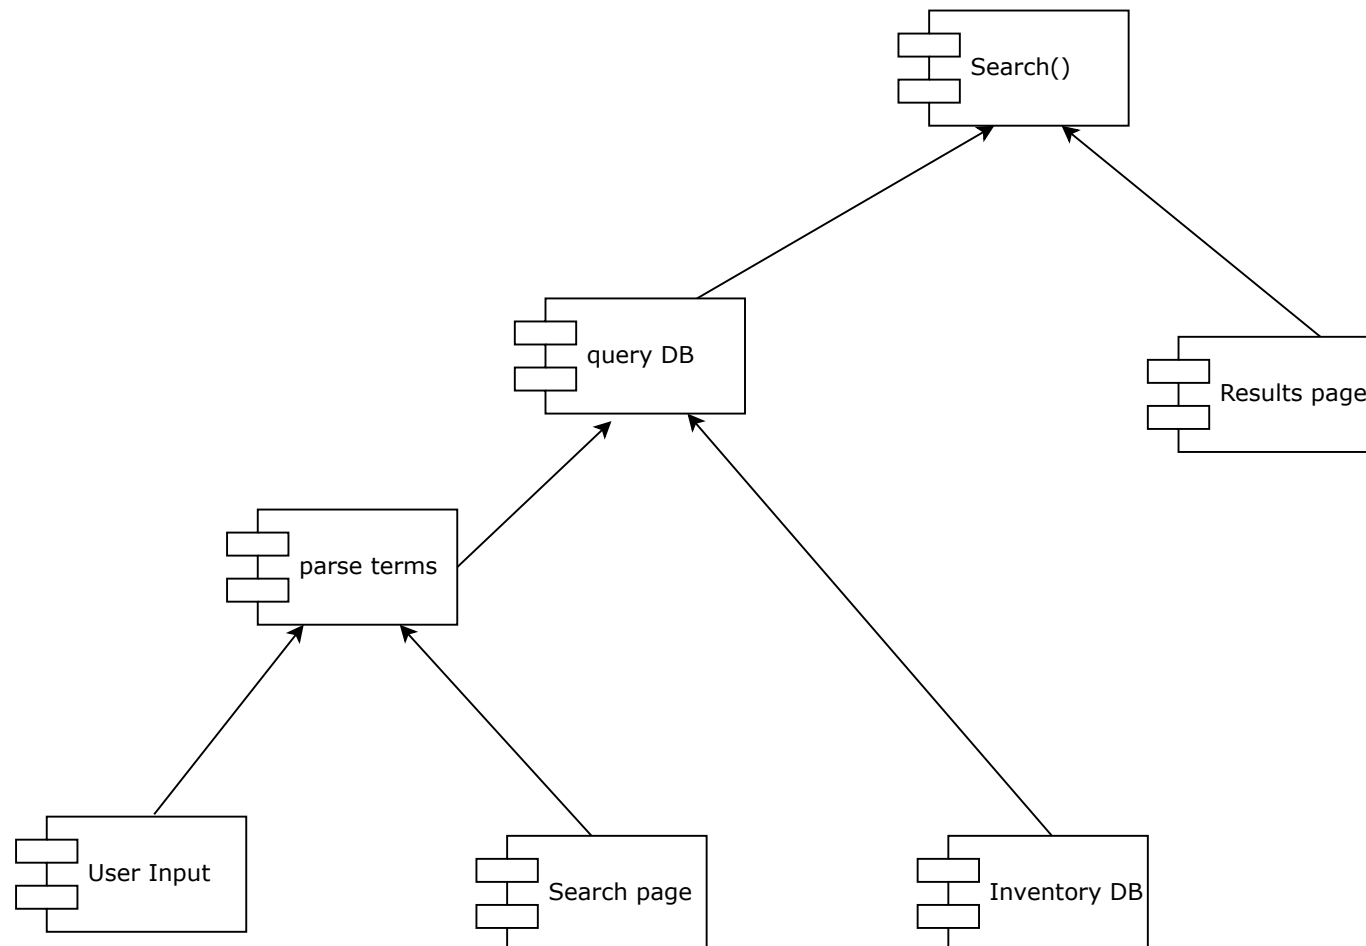 Search()
query DB
Results page
parse terms
User Input
Search page
Inventory DB